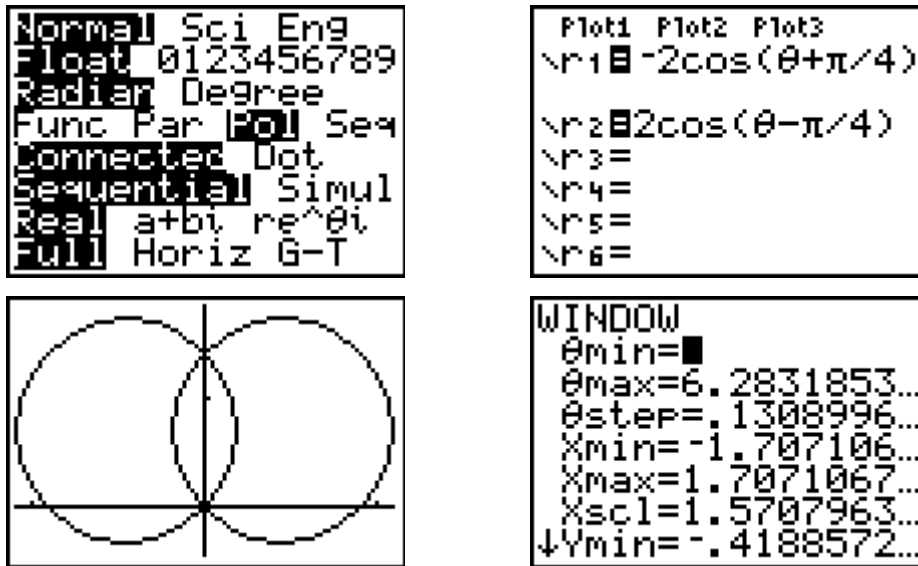 Normal Sci Eng
Float 0123456789
Radian Degree
Func Par Pol Seq
Connected Dot
Sequential Simul
Real a+bi re^θi
Full Horiz G-T
Plot1 Plot2 Plot3
\r1=-2cos(θ+π/4)
\r2=2cos(θ-π/4)
\r3=
\r4=
\r5=
\r6=
WINDOW
θmin=
θmax=6.2831853…
θstep=.1308996…
Xmin=-1.707106…
Xmax=1.7071067…
Xscl=1.5707963…
↓Ymin=-.4188572…